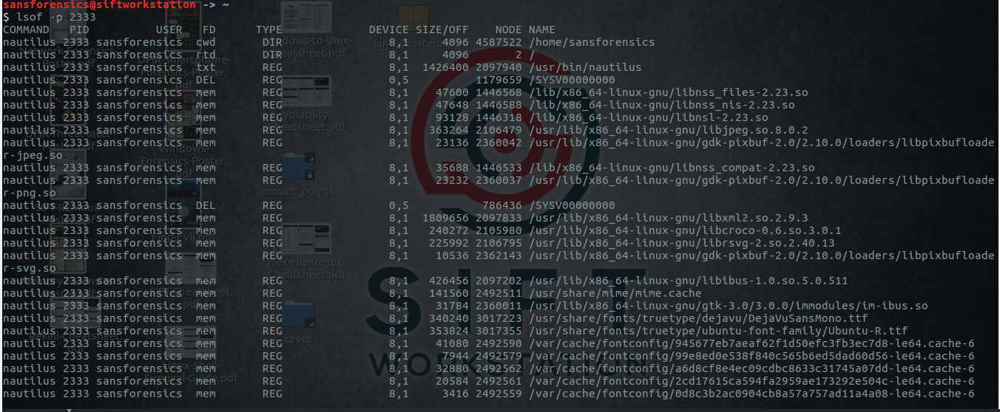 sansforensics@siftworkstation -> ~
$ lsof -p 2333
COMMAND PID USER FD TYPE DEVICE SIZE/OFF NODE NAME
nautilus 2333 sansforensics cwd DIR 8,1 4096 4587522 /home/sansforensics
nautilus 2333 sansforensics rtd DIR 8,1 4096 2 /
nautilus 2333 sansforensics txt REG 8,1 1426400 2097940 /usr/bin/nautilus
nautilus 2333 sansforensics DEL REG 0,5 1179659 /SYSV00000000
nautilus 2333 sansforensics mem REG 8,1 47600 1446568 /lib/x86_64-linux-gnu/libnss_files-2.23.so
nautilus 2333 sansforensics mem REG 8,1 47648 1446588 /lib/x86_64-linux-gnu/libnss_nis-2.23.so
nautilus 2333 sansforensics mem REG 8,1 93128 1446318 /lib/x86_64-linux-gnu/libnsl-2.23.so
nautilus 2333 sansforensics mem REG 8,1 363264 2106479 /usr/lib/x86_64-linux-gnu/libjpeg.so.8.0.2
nautilus 2333 sansforensics mem REG 8,1 23136 2360042 /usr/lib/x86_64-linux-gnu/gdk-pixbuf-2.0/2.10.0/loaders/libpixbufloade
r-jpeg.so
nautilus 2333 sansforensics mem REG 8,1 35688 1446533 /lib/x86_64-linux-gnu/libnss_compat-2.23.so
nautilus 2333 sansforensics mem REG 8,1 23232 2360037 /usr/lib/x86_64-linux-gnu/gdk-pixbuf-2.0/2.10.0/loaders/libpixbufloade
r-png.so
nautilus 2333 sansforensics DEL REG 0,5 786436 /SYSV00000000
nautilus 2333 sansforensics mem REG 8,1 1809656 2097833 /usr/lib/x86_64-linux-gnu/libxml2.so.2.9.3
nautilus 2333 sansforensics mem REG 8,1 240272 2105980 /usr/lib/x86_64-linux-gnu/libcroco-0.6.so.3.0.1
nautilus 2333 sansforensics mem REG 8,1 225992 2106795 /usr/lib/x86_64-linux-gnu/librsvg-2.so.2.40.13
nautilus 2333 sansforensics mem REG 8,1 10536 2362143 /usr/lib/x86_64-linux-gnu/gdk-pixbuf-2.0/2.10.0/loaders/libpixbufloade
r-svg.so
nautilus 2333 sansforensics mem REG 8,1 426456 2097202 /usr/lib/x86_64-linux-gnu/libibus-1.0.so.5.0.511
nautilus 2333 sansforensics mem REG 8,1 141560 2492511 /usr/share/mime/mime.cache
nautilus 2333 sansforensics mem REG 8,1 31784 2360011 /usr/lib/x86_64-linux-gnu/gtk-3.0/3.0.0/immodules/im-ibus.so
nautilus 2333 sansforensics mem REG 8,1 340240 3017223 /usr/share/fonts/truetype/dejavu/DejaVuSansMono.ttf
nautilus 2333 sansforensics mem REG 8,1 353824 3017355 /usr/share/fonts/truetype/ubuntu-font-family/Ubuntu-R.ttf
nautilus 2333 sansforensics mem REG 8,1 41080 2492590 /var/cache/fontconfig/945677eb7aeaf62f1d50efc3fb3ec7d8-le64.cache-6
nautilus 2333 sansforensics mem REG 8,1 7944 2492579 /var/cache/fontconfig/99e8ed0e538f840c565b6ed5dad60d56-le64.cache-6
nautilus 2333 sansforensics mem REG 8,1 32880 2492562 /var/cache/fontconfig/a6d8cf8e4ec09cdbc8633c31745a07dd-le64.cache-6
nautilus 2333 sansforensics mem REG 8,1 20584 2492561 /var/cache/fontconfig/2cd17615ca594fa2959ae173292e504c-le64.cache-6
nautilus 2333 sansforensics mem REG 8,1 3416 2492559 /var/cache/fontconfig/0d8c3b2ac0904cb8a57a757ad11a4a08-le64.cache-6
Volatility-
mount_points
Hex-File-Regex-
Cheatsheet.pdf
cases
SIFT
WORKSTATION